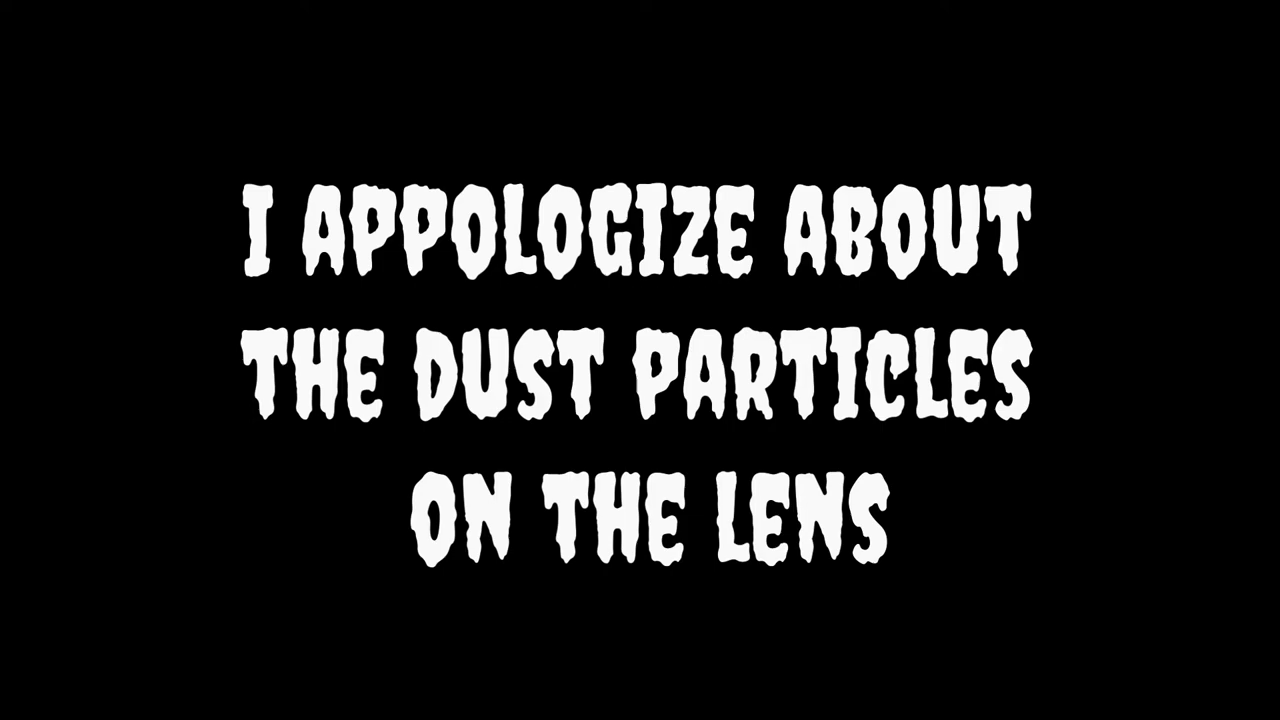 I APPOLOGIZE ABOUT
THE DUST PARTICLES
ON THE LENS